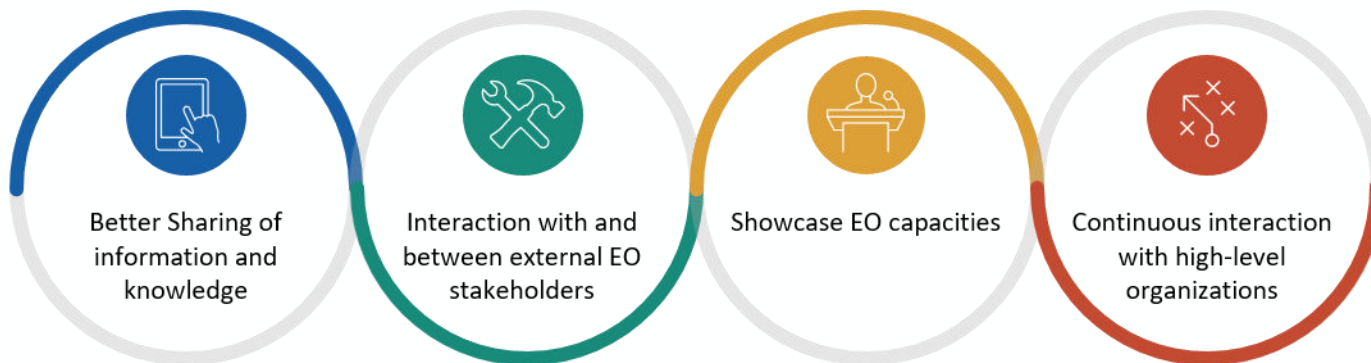 Better Sharing of
information and
knowledge
Interaction with and
between external EO
stakeholders
Showcase EO capacities
Continuous interaction
with high-level
organizations